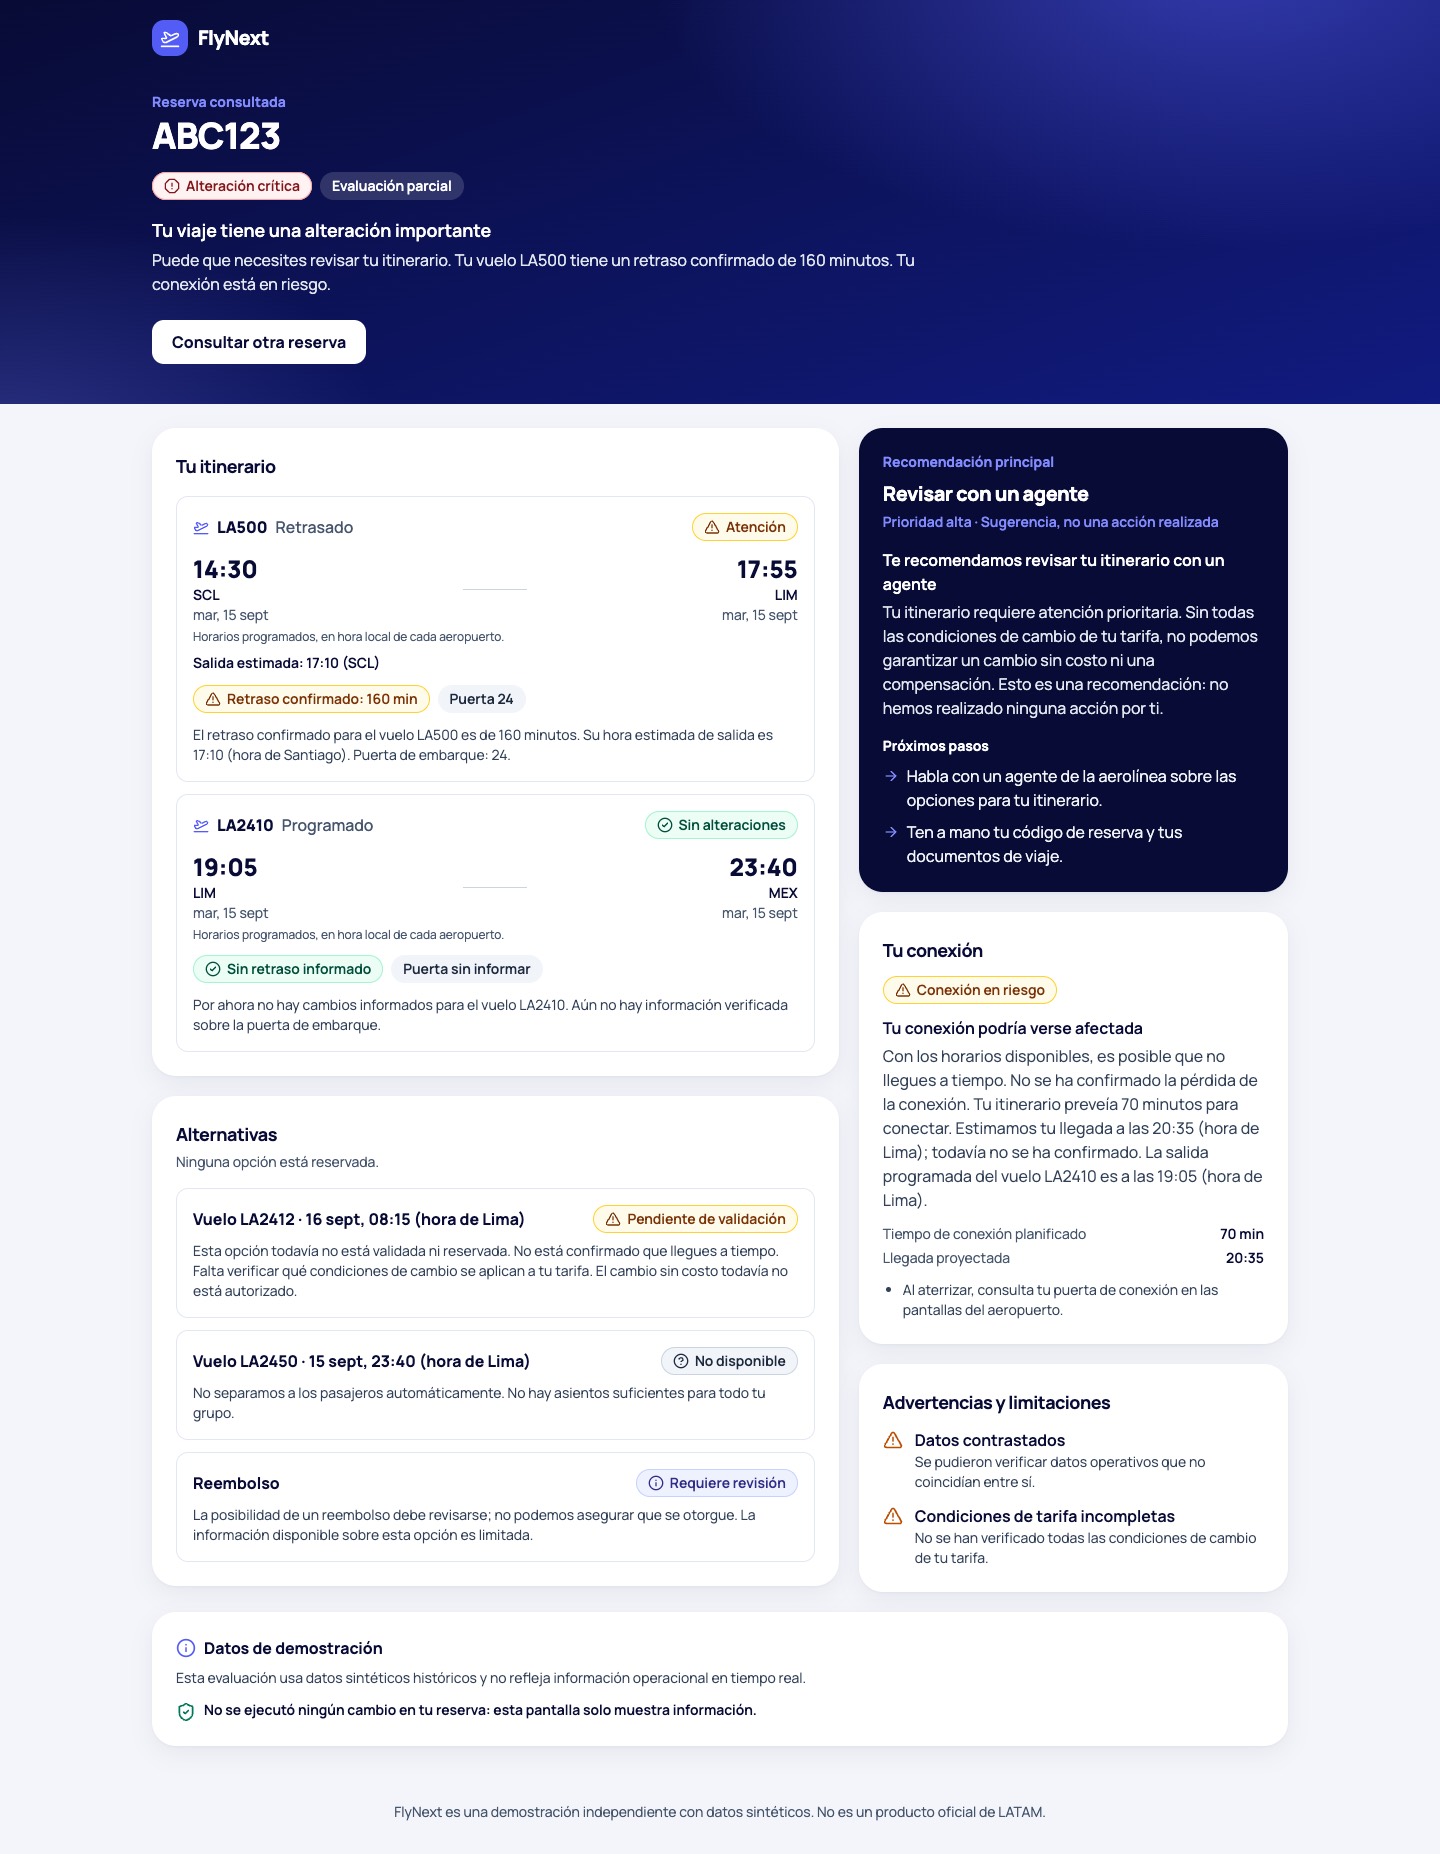 FlyNext
Reserva consultada
ABC123
Alteración crítica
Evaluación parcial
Tu viaje tiene una alteración importante
Puede que necesites revisar tu itinerario. Tu vuelo LA500 tiene un retraso confirmado de 160 minutos. Tu
conexión está en riesgo.
Consultar otra reserva
Tu itinerario
LA500 Retrasado
Atención
14:30
17:55
SCL
LIM
mar, 15 sept
mar, 15 sept
Horarios programados, en hora local de cada aeropuerto.
Salida estimada: 17:10 (SCL)
Retraso confirmado: 160 min
Puerta 24
El retraso confirmado para el vuelo LA500 es de 160 minutos. Su hora estimada de salida es
17:10 (hora de Santiago). Puerta de embarque: 24.
LA2410 Programado
Sin alteraciones
19:05
23:40
LIM
MEX
mar, 15 sept
mar, 15 sept
Horarios programados, en hora local de cada aeropuerto.
Sin retraso informado
Puerta sin informar
Por ahora no hay cambios informados para el vuelo LA2410. Aún no hay información verificada
sobre la puerta de embarque.
Alternativas
Ninguna opción está reservada.
Vuelo LA2412 · 16 sept, 08:15 (hora de Lima)
Pendiente de validación
Esta opción todavía no está validada ni reservada. No está confirmado que llegues a tiempo.
Falta verificar qué condiciones de cambio se aplican a tu tarifa. El cambio sin costo todavía no
está autorizado.
Vuelo LA2450 · 15 sept, 23:40 (hora de Lima)
No disponible
No separamos a los pasajeros automáticamente. No hay asientos suficientes para todo tu
grupo.
Reembolso
Requiere revisión
La posibilidad de un reembolso debe revisarse; no podemos asegurar que se otorgue. La
información disponible sobre esta opción es limitada.
Recomendación principal
Revisar con un agente
Prioridad alta · Sugerencia, no una acción realizada
Te recomendamos revisar tu itinerario con un
agente
Tu itinerario requiere atención prioritaria. Sin todas
las condiciones de cambio de tu tarifa, no podemos
garantizar un cambio sin costo ni una
compensación. Esto es una recomendación: no
hemos realizado ninguna acción por ti.
Próximos pasos
Habla con un agente de la aerolínea sobre las
opciones para tu itinerario.
Ten a mano tu código de reserva y tus
documentos de viaje.
Tu conexión
Conexión en riesgo
Tu conexión podría verse afectada
Con los horarios disponibles, es posible que no
llegues a tiempo. No se ha confirmado la pérdida de
la conexión. Tu itinerario preveía 70 minutos para
conectar. Estimamos tu llegada a las 20:35 (hora de
Lima); todavía no se ha confirmado. La salida
programada del vuelo LA2410 es a las 19:05 (hora de
Lima).
Tiempo de conexión planificado 70 min
Llegada proyectada 20:35
• Al aterrizar, consulta tu puerta de conexión en las
pantallas del aeropuerto.
Advertencias y limitaciones
Datos contrastados
Se pudieron verificar datos operativos que no
coincidían entre sí.
Condiciones de tarifa incompletas
No se han verificado todas las condiciones de cambio
de tu tarifa.
Datos de demostración
Esta evaluación usa datos sintéticos históricos y no refleja información operacional en tiempo real.
No se ejecutó ningún cambio en tu reserva: esta pantalla solo muestra información.
FlyNext es una demostración independiente con datos sintéticos. No es un producto oficial de LATAM.